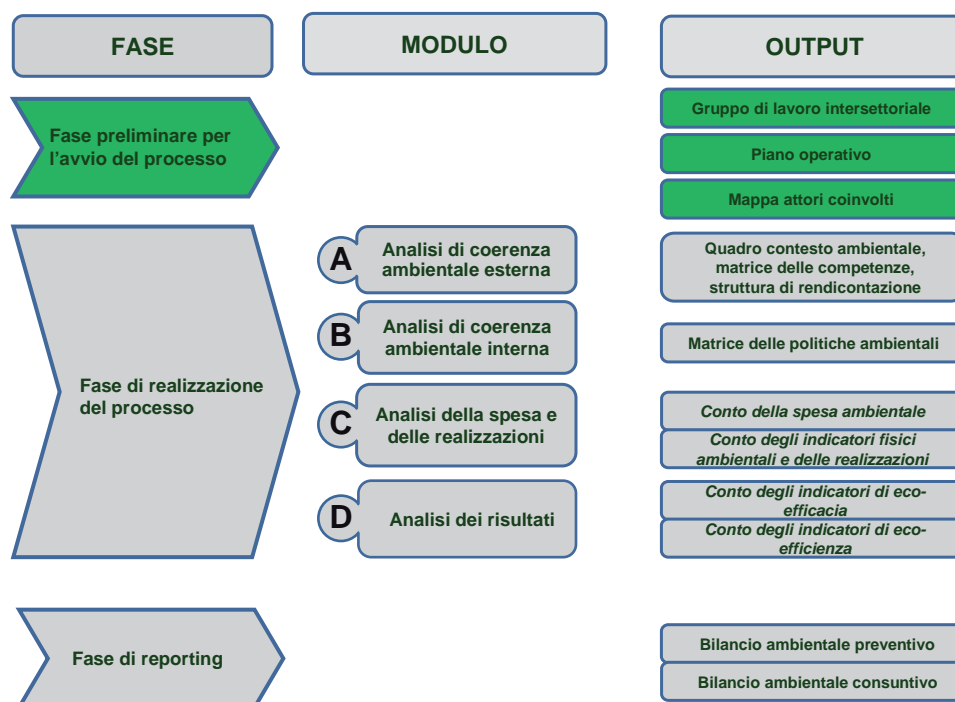 FASE
MODULO
OUTPUT
Fase preliminare per
l'avvio del processo
Gruppo di lavoro intersettoriale
Piano operativo
Mappa attori coinvolti
Fase di realizzazione
del processo
A
Analisi di coerenza
ambientale esterna
Quadro contesto ambientale,
matrice delle competenze,
struttura di rendicontazione
B
Analisi di coerenza
ambientale interna
Matrice delle politiche ambientali
C
Analisi della spesa e
delle realizzazioni
Conto della spesa ambientale
Conto degli indicatori fisici
ambientali e delle realizzazioni
D
Analisi dei risultati
Conto degli indicatori di eco-
efficacia
Conto degli indicatori di eco-
efficienza
Fase di reporting
Bilancio ambientale preventivo
Bilancio ambientale consuntivo